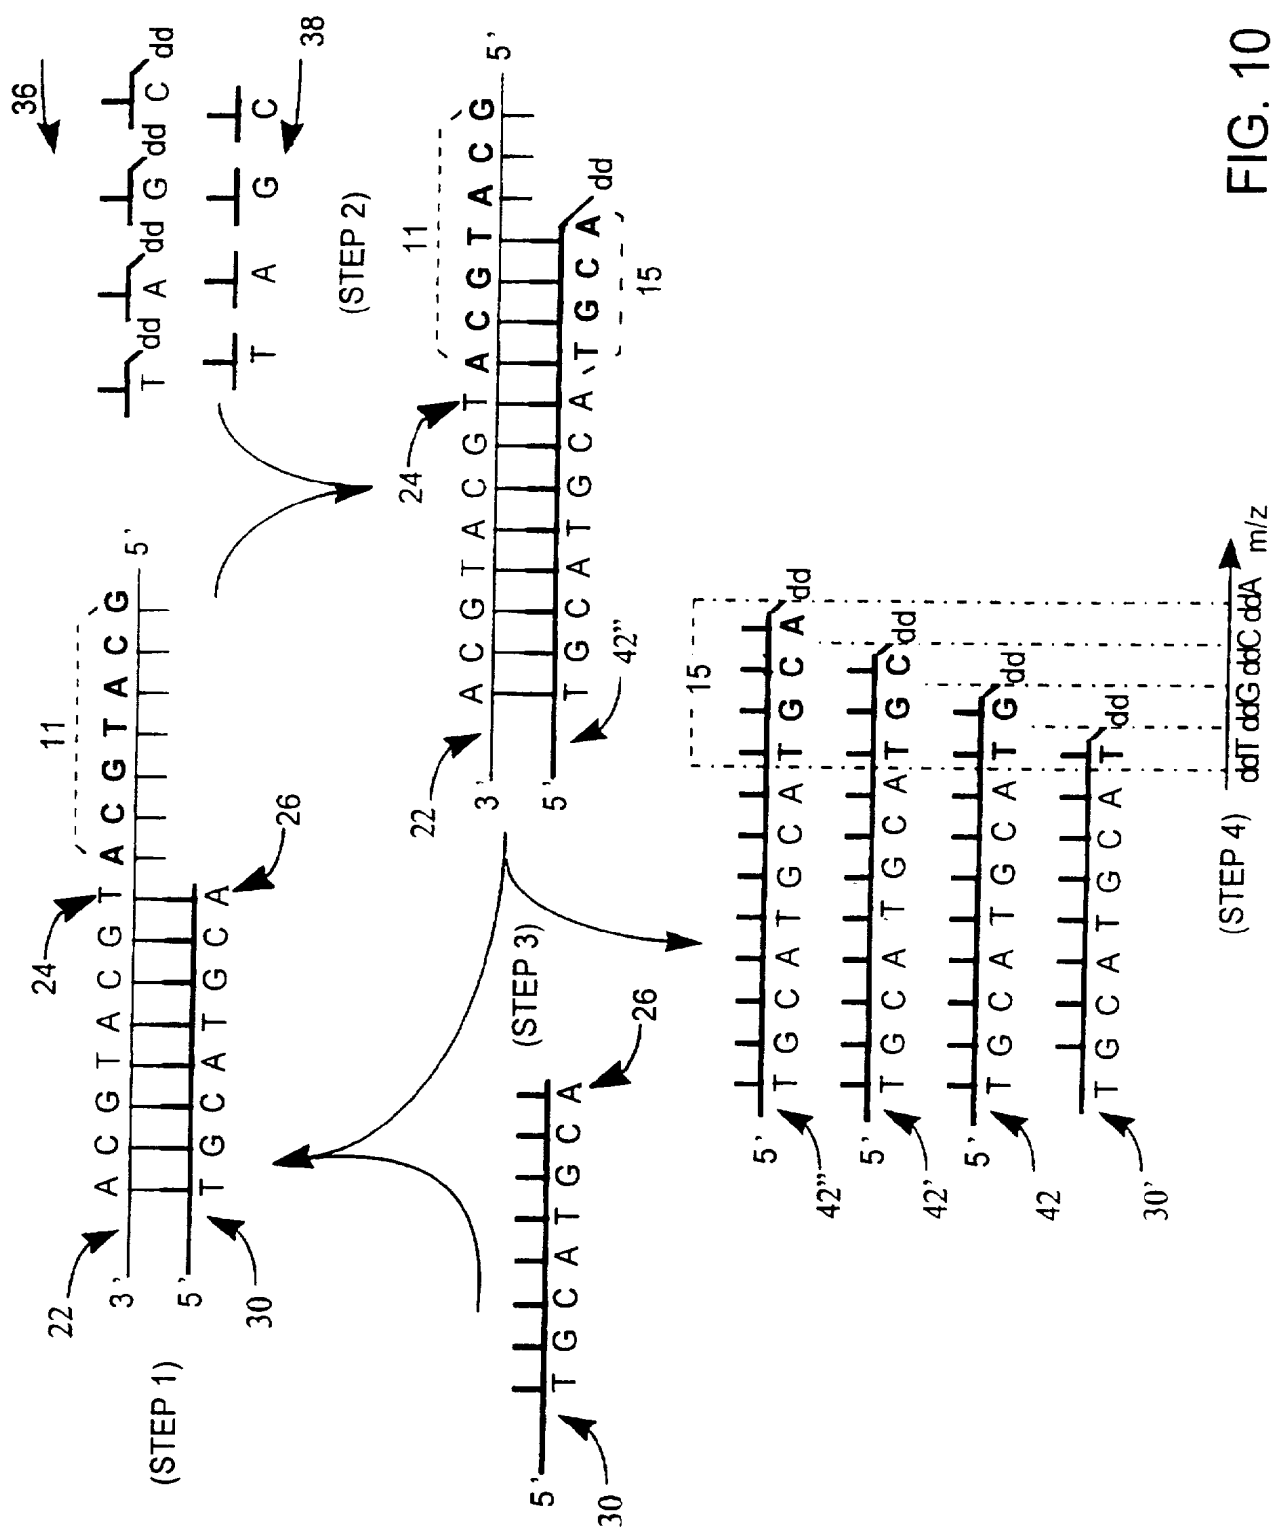 (STEP 1)
22
24
11
3' A C G T A C G T A C G T A C G 5'
5' T G C A T G C A
30
26
36
T dd A dd G dd C dd
T A G C
38
(STEP 2)
22
24
11
3' A C G T A C G T A C G T A C G 5'
5' T G C A T G C A T G C A dd
42"
15
(STEP 3)
5' T G C A T G C A
30
26
15
5' T G C A T G C A T G C A dd
42"
5' T G C A T G C A T G C dd
42'
5' T G C A T G C A T G dd
42
T G C A T G C A T dd
30'
(STEP 4)
ddT ddG ddC ddA m/z
FIG. 10